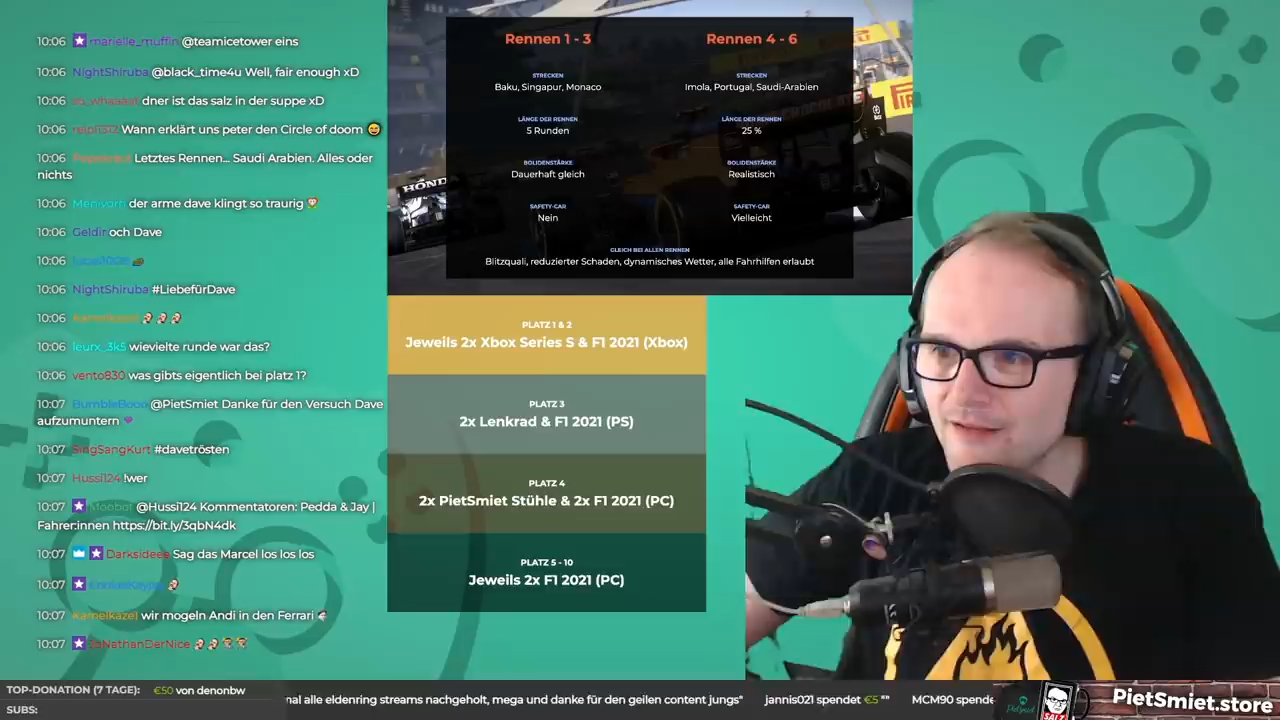 10:06 marielle_muffin @teamicetower eins
10:06 NightShiruba @black_time4u Well, fair enough xD
10:06 dner ist das salz in der suppe xD
10:06 Wann erklärt uns peter den Circle of doom
10:06 Letztes Rennen... Saudi Arabien. Alles oder
nichts
10:06 Menivorn der arme dave klingt so traurig
10:06 Geldir och Dave
10:06
10:06 NightShiruba #LiebefürDave
10:06 Kamelkazel
10:06 leurx_3k5 wievielte runde war das?
10:06 vento830 was gibts eigentlich bei platz 1?
10:07 BumbleBooo @PietSmiet Danke für den Versuch Dave
aufzumuntern
10:07 SingSangKurt #davetrösten
10:07 Hussi124 !wer
10:07 Moobot @Hussi124 Kommentatoren: Pedda & Jay |
Fahrer:innen https://bit.ly/3qbN4dk
10:07 Darksideee Sag das Marcel los los los
10:07
10:07 Kamelkazel wir mogeln Andi in den Ferrari
10:07 JoNathanDerNice
Rennen 1 - 3
STRECKEN
Baku, Singapur, Monaco
LÄNGE DER RENNEN
5 Runden
BOLIDENSTÄRKE
Dauerhaft gleich
SAFETY-CAR
Nein
Rennen 4 - 6
STRECKEN
Imola, Portugal, Saudi-Arabien
LÄNGE DER RENNEN
25 %
BOLIDENSTÄRKE
Realistisch
SAFETY-CAR
Vielleicht
GLEICH BEI ALLEN RENNEN
Blitzquali, reduzierter Schaden, dynamisches Wetter, alle Fahrhilfen erlaubt
HOND
PLATZ 1 & 2
Jeweils 2x Xbox Series S & F1 2021 (Xbox)
PLATZ 3
2x Lenkrad & F1 2021 (PS)
PLATZ 4
2x PietSmiet Stühle & 2x F1 2021 (PC)
PLATZ 5 - 10
Jeweils 2x F1 2021 (PC)
TOP-DONATION (7 TAGE): €50 von denonbw
SUBS:
nal alle eldenring streams nachgeholt, mega und danke für den geilen content jungs" jannis021 spendet €5 "" MCM90 spende
SALZ
PietSmiet.store